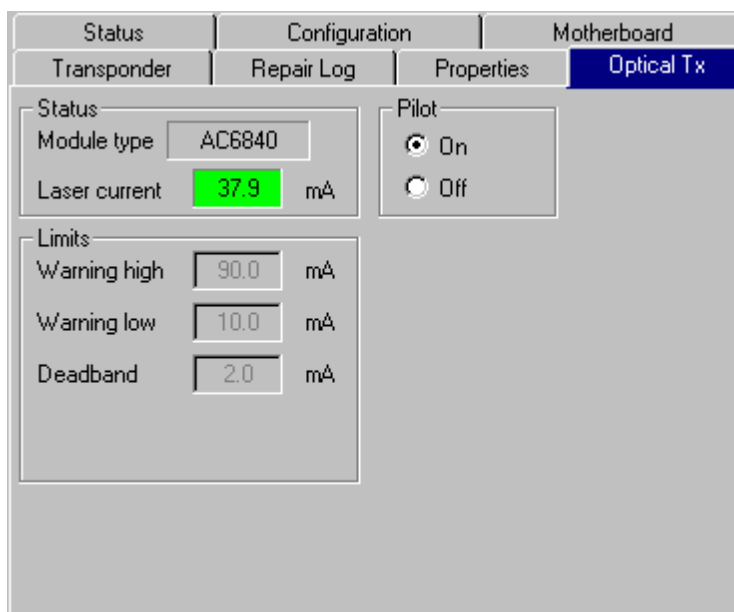 Status Configuration Motherboard
Transponder Repair Log Properties Optical Tx
Status
Module type AC6840
Laser current 37.9 mA
Pilot
On
Off
Limits
Warning high 90.0 mA
Warning low 10.0 mA
Deadband 2.0 mA